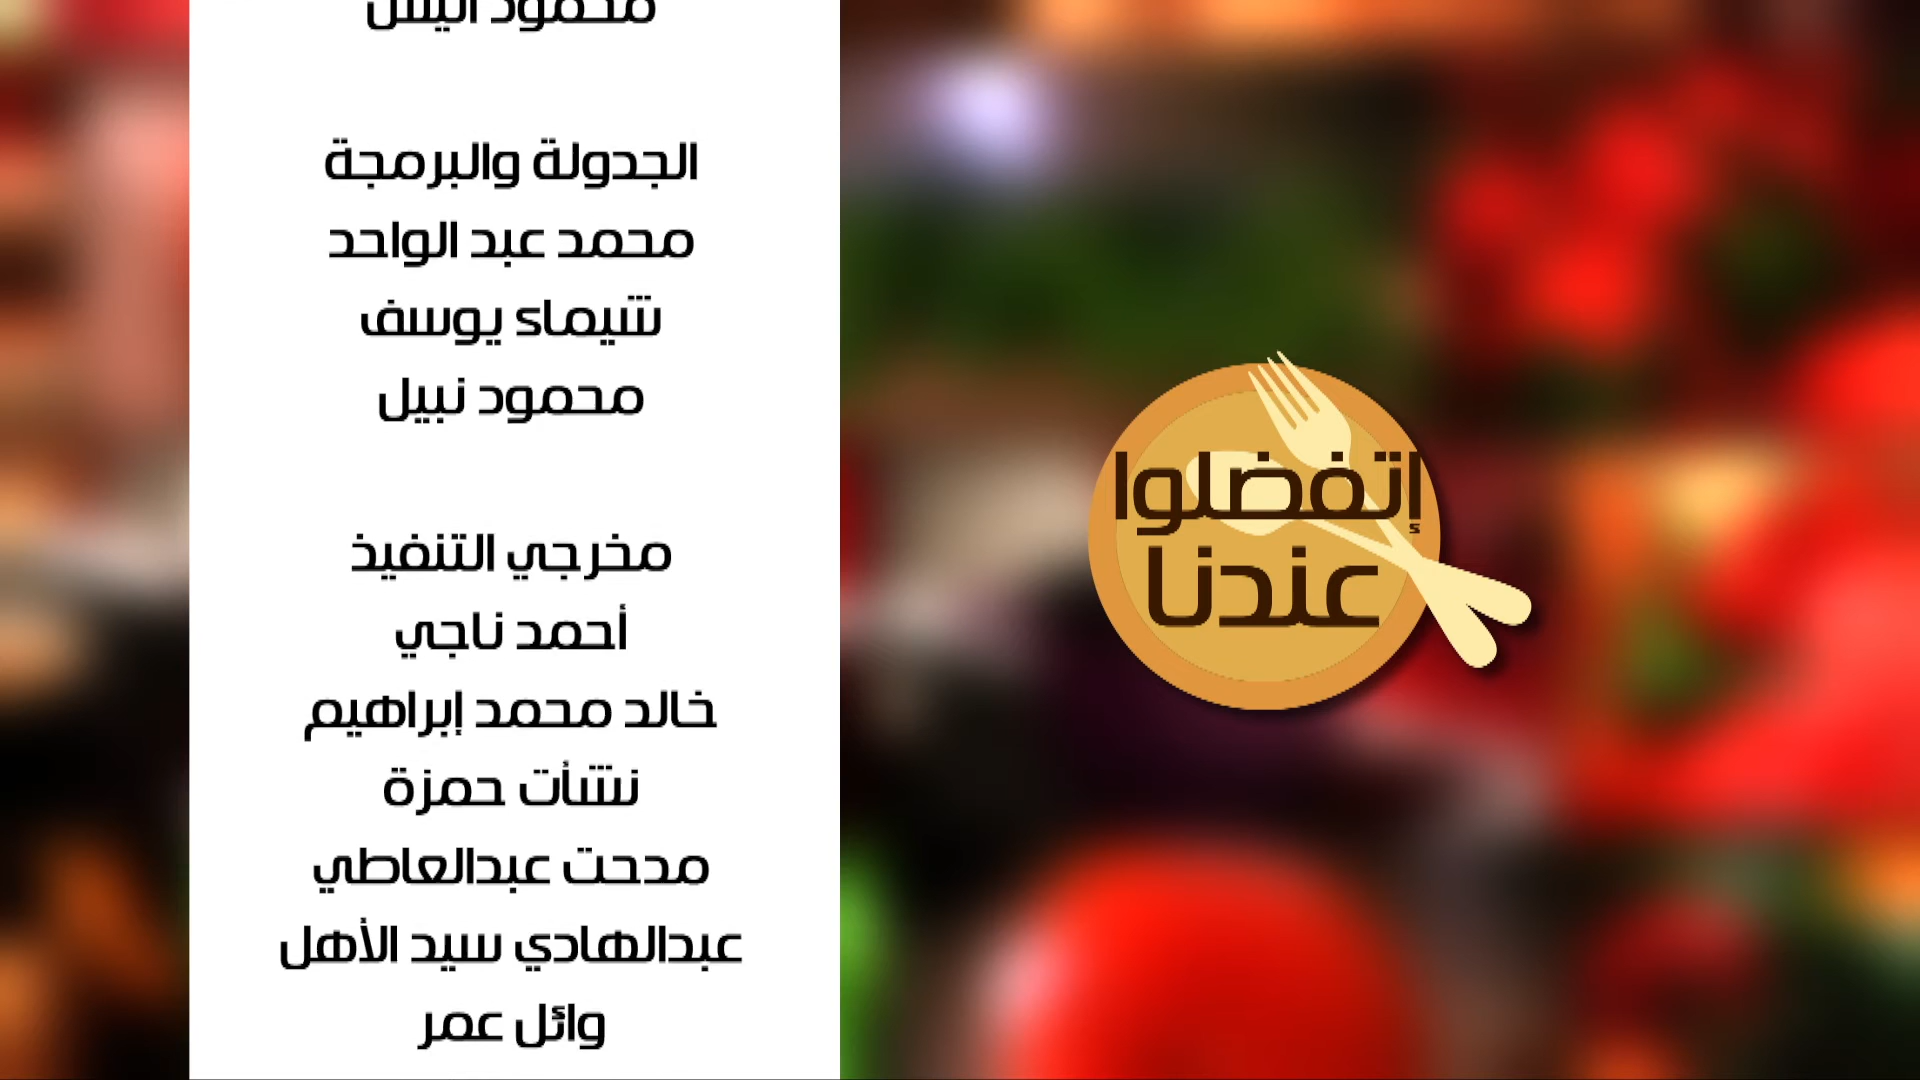 محمود
الجدولة والبرمجة
محمد عبد الواحد
شيماء يوسف
محمود نبيل
مخرجي التنفيذ
أحمد ناجي
خالد محمد إبراهيم
نشأت حمزة
مدحت عبدالعاطي
عبدالهادي سيد الأهل
وائل عمر
إتفضلوا
عندنا